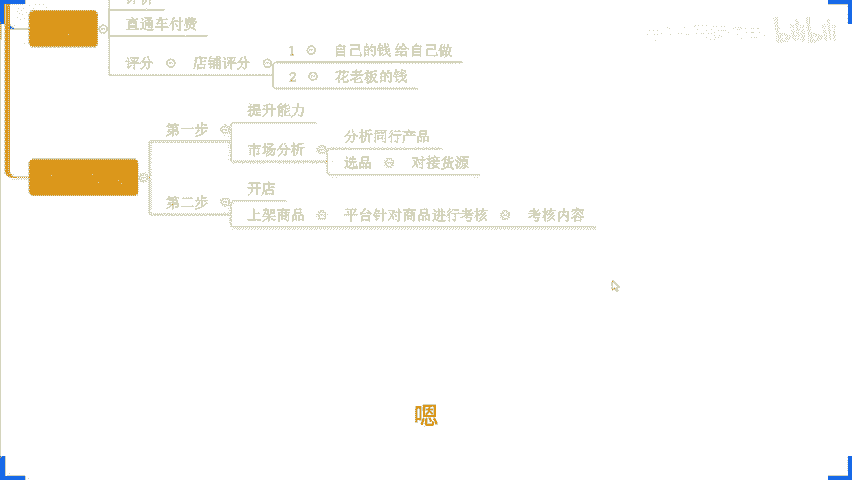 直通车付费
评分 店铺评分
1 自己的钱 给自己做
2 花老板的钱
第一步
提升能力
市场分析
分析同行产品
选品 对接货源
第二步
开店
上架商品 平台针对商品进行考核 考核内容
嗯
bilibili